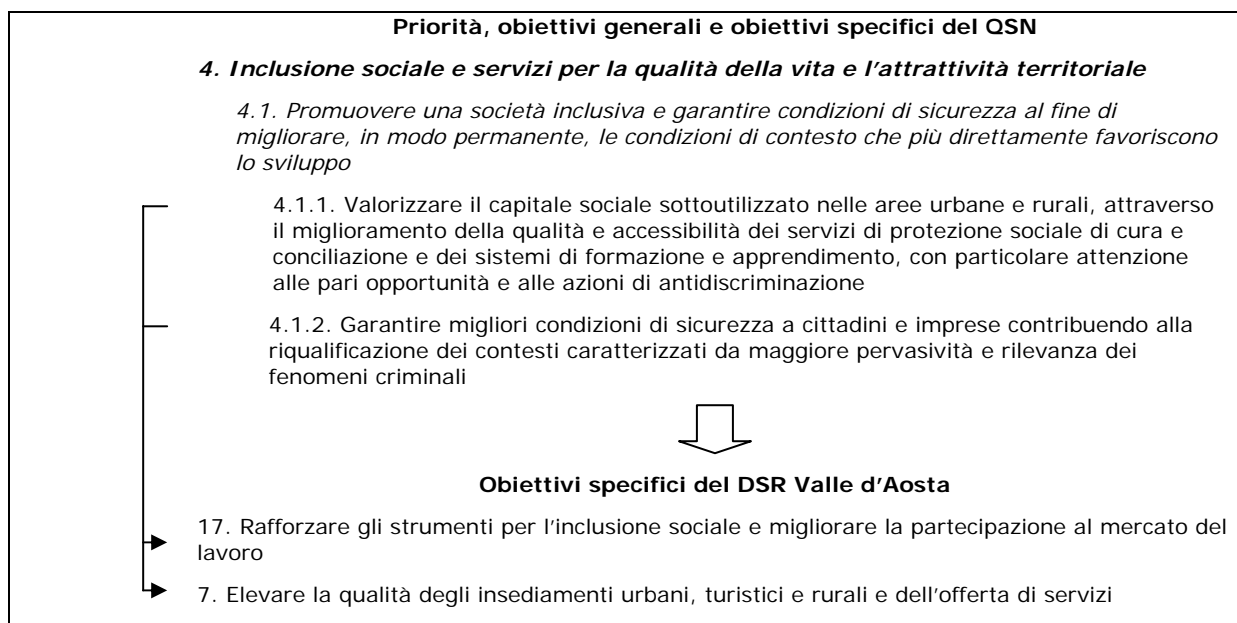 Priorità, obiettivi generali e obiettivi specifici del QSN
4. Inclusione sociale e servizi per la qualità della vita e l'attrattività territoriale
4.1. Promuovere una società inclusiva e garantire condizioni di sicurezza al fine di
migliorare, in modo permanente, le condizioni di contesto che più direttamente favoriscono
lo sviluppo
4.1.1. Valorizzare il capitale sociale sottoutilizzato nelle aree urbane e rurali, attraverso
il miglioramento della qualità e accessibilità dei servizi di protezione sociale di cura e
conciliazione e dei sistemi di formazione e apprendimento, con particolare attenzione
alle pari opportunità e alle azioni di antidiscriminazione
4.1.2. Garantire migliori condizioni di sicurezza a cittadini e imprese contribuendo alla
riqualificazione dei contesti caratterizzati da maggiore pervasività e rilevanza dei
fenomeni criminali
Obiettivi specifici del DSR Valle d'Aosta
17. Rafforzare gli strumenti per l'inclusione sociale e migliorare la partecipazione al mercato del
lavoro
7. Elevare la qualità degli insediamenti urbani, turistici e rurali e dell'offerta di servizi